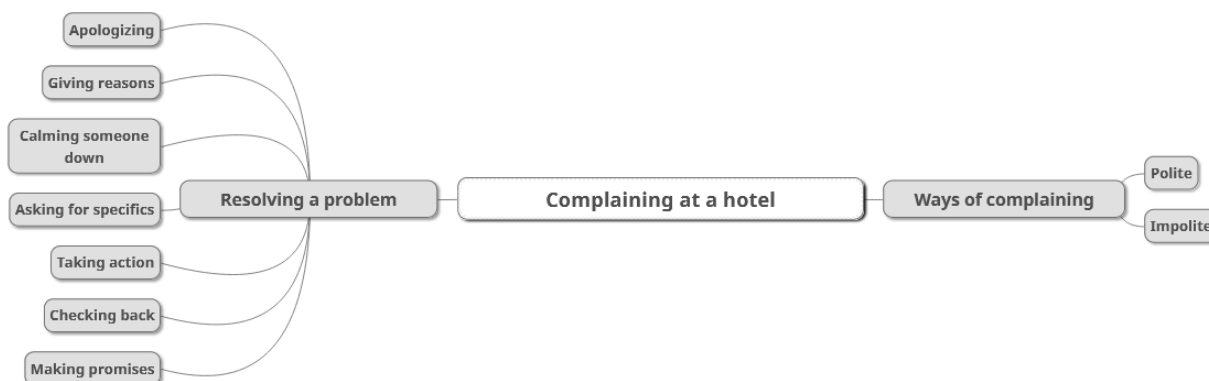 Apologizing
Giving reasons
Calming someone
down
Asking for specifics
Taking action
Checking back
Making promises
Resolving a problem
Complaining at a hotel
Ways of complaining
Polite
Impolite